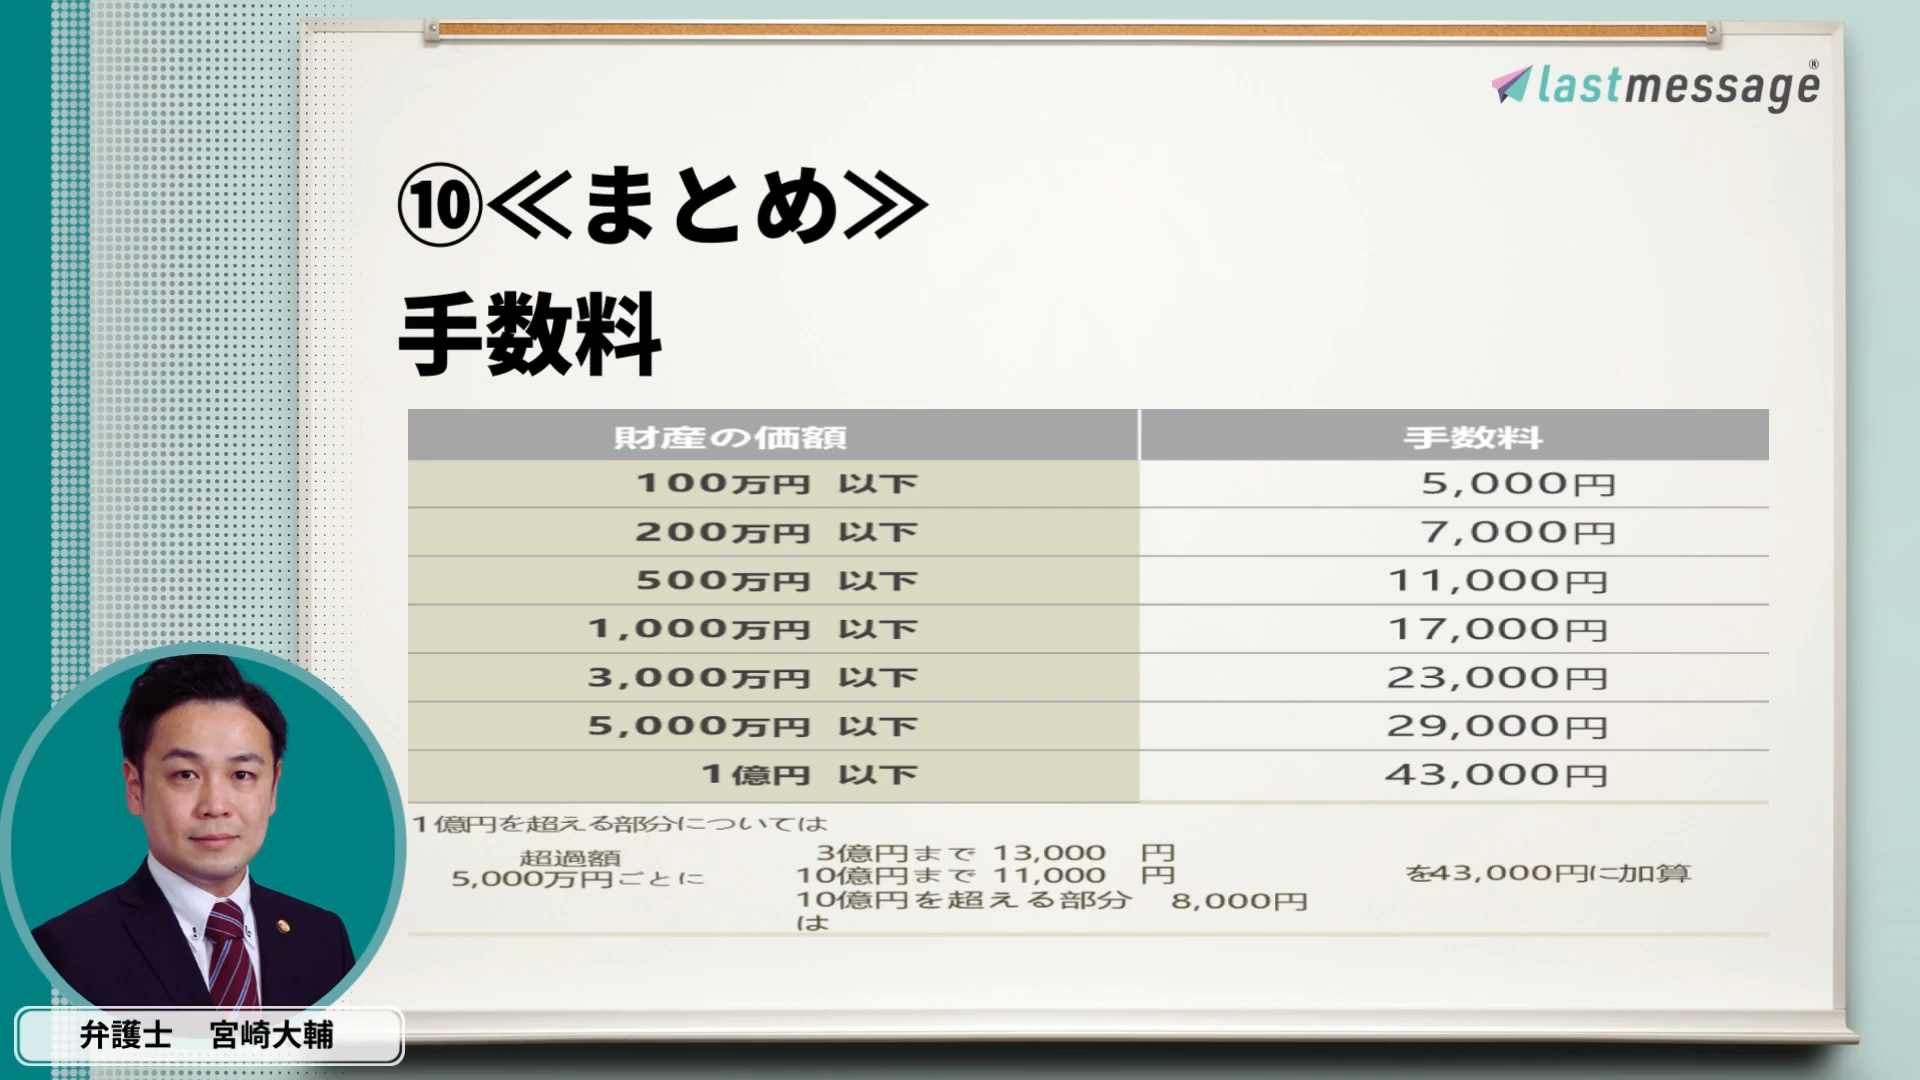 lastmessage®
⑩≪まとめ≫
手数料
財産の価額 手数料
100万円 以下 5,000円
200万円 以下 7,000円
500万円 以下 11,000円
1,000万円 以下 17,000円
3,000万円 以下 23,000円
5,000万円 以下 29,000円
1億円 以下 43,000円
1億円を超える部分については
超過額
5,000万円ごとに
3億円まで 13,000 円
10億円まで 11,000 円
10億円を超える部分 8,000円
は
を43,000円に加算
弁護士 宮崎大輔